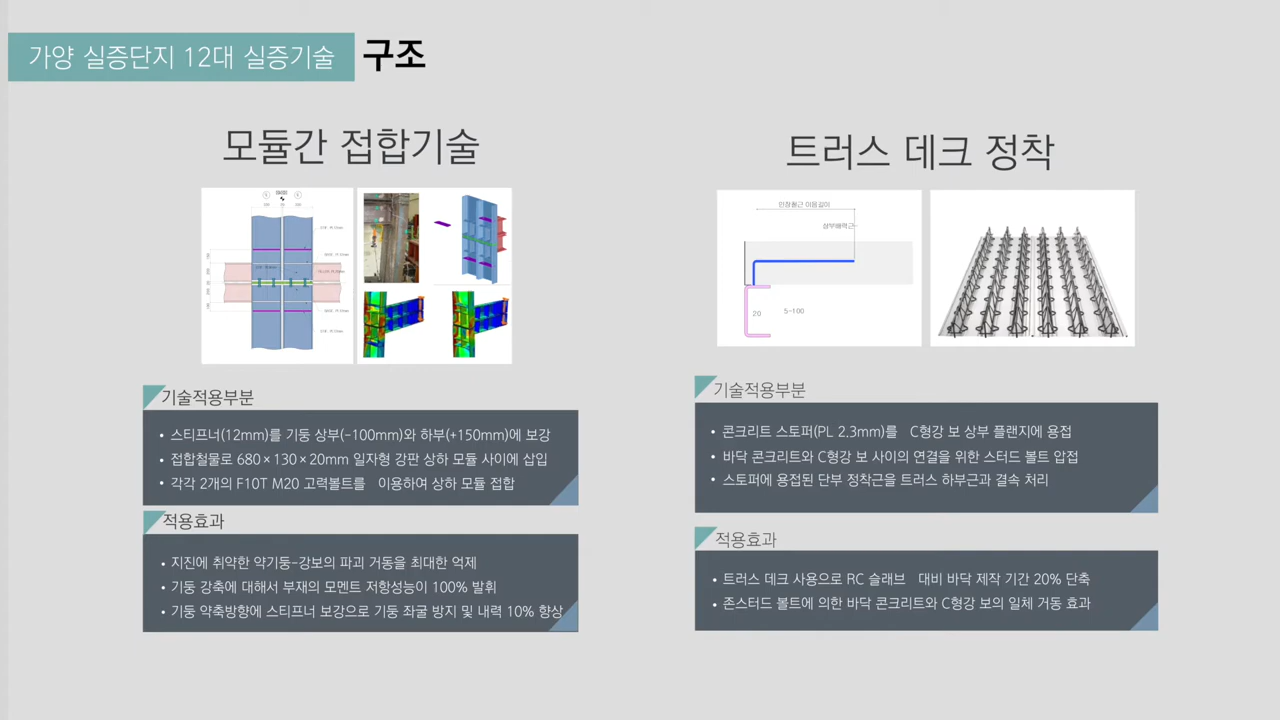 가양 실증단지 12대 실증기술 구조
모듈간 접합기술
기술적용부분
• 스티프너(12mm)를 기둥 상부(-100mm)와 하부(+150mm)에 보강
• 접합철물로 680×130×20mm 일자형 강판 상하 모듈 사이에 삽입
• 각각 2개의 F10T M20 고력볼트를 이용하여 상하 모듈 접합
적용효과
• 지진에 취약한 약기둥-강보의 파괴 거동을 최대한 억제
• 기둥 강축에 대해서 부재의 모멘트 저항성능이 100% 발휘
• 기둥 약축방향에 스티프너 보강으로 기둥 좌굴 방지 및 내력 10% 향상
트러스 데크 정착
인장철근 이음길이
상부배력근
20
5-100
기술적용부분
• 콘크리트 스토퍼(PL 2.3mm)를 C형강 보 상부 플랜지에 용접
• 바닥 콘크리트와 C형강 보 사이의 연결을 위한 스터드 볼트 압접
• 스토퍼에 용접된 단부 정착근을 트러스 하부근과 결속 처리
적용효과
• 트러스 데크 사용으로 RC 슬래브 대비 바닥 제작 기간 20% 단축
• 존스터드 볼트에 의한 바닥 콘크리트와 C형강 보의 일체 거동 효과